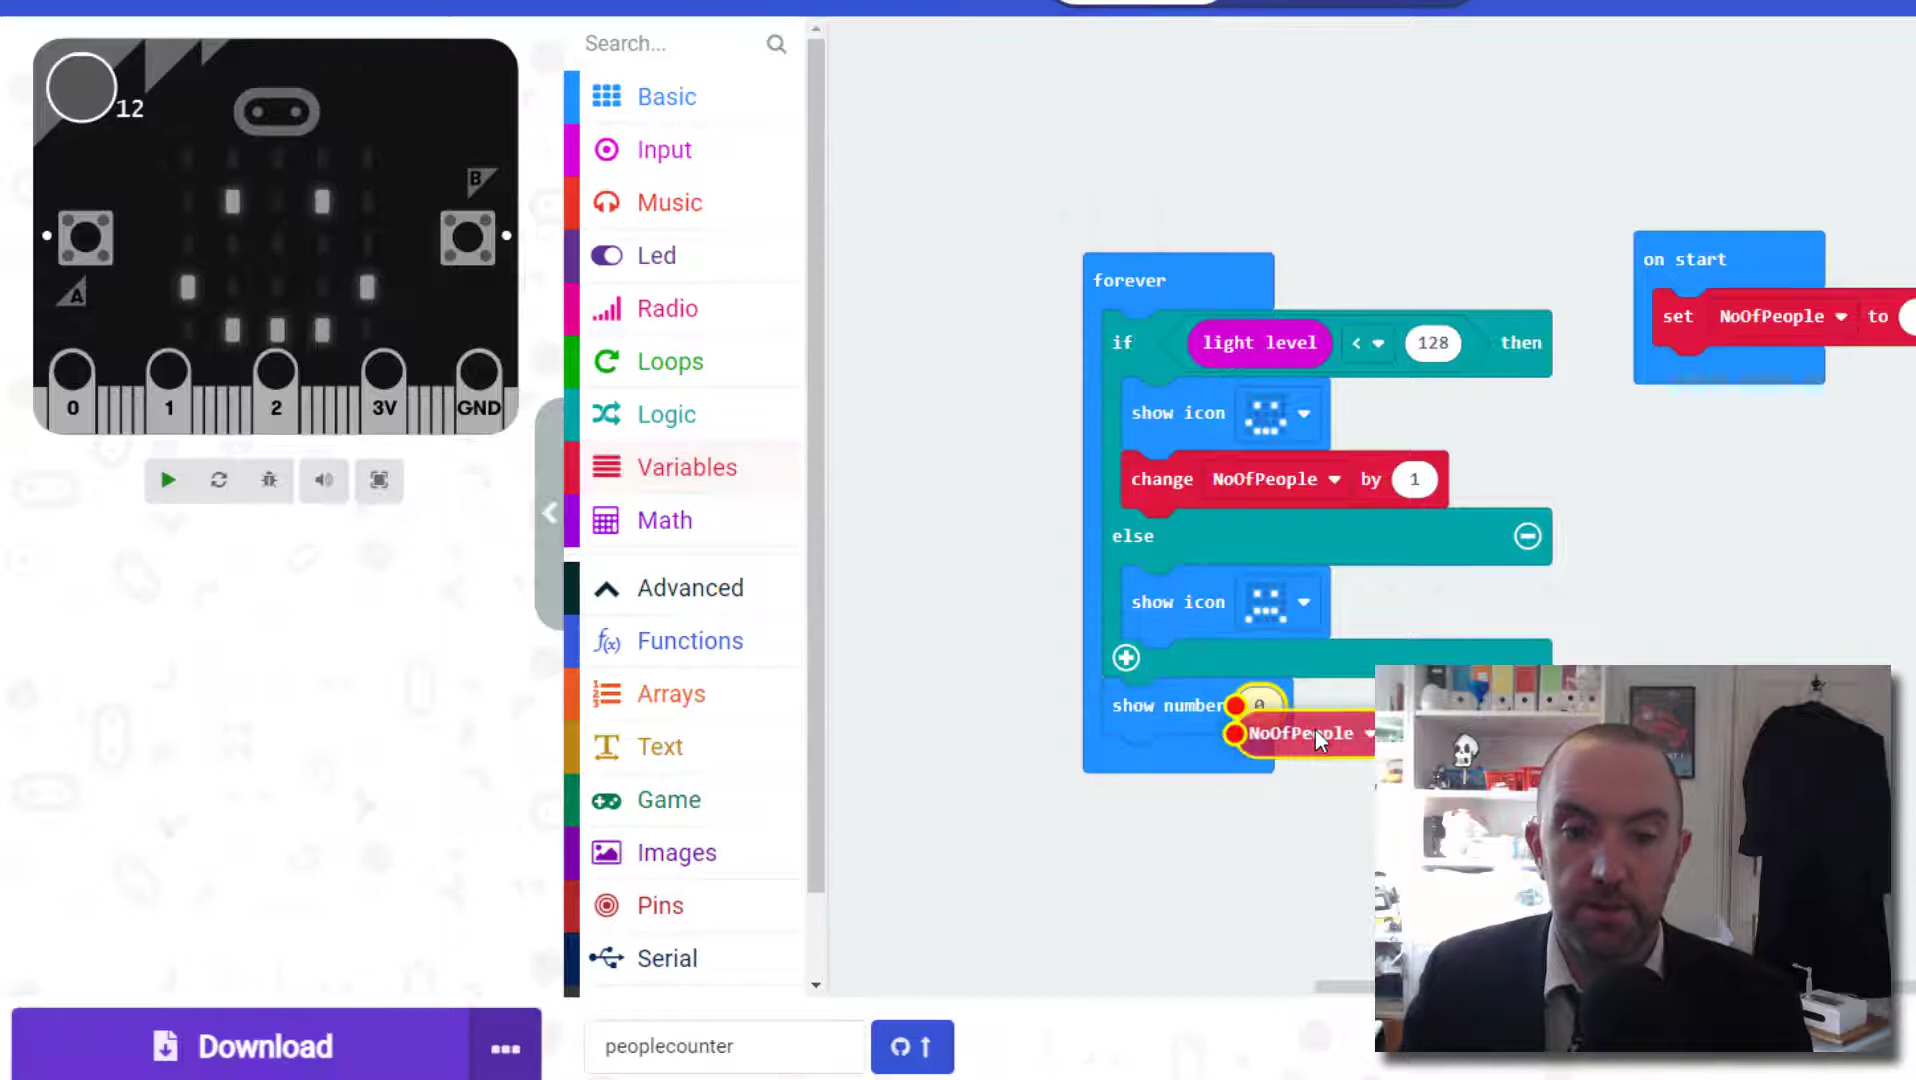 12
B
A
0
1
2
3V
GND
Search...
Basic
Input
Music
Led
Radio
Loops
Logic
Variables
Math
Advanced
f(x) Functions
Arrays
Text
Game
Images
Pins
Serial
forever
if light level < 128 then
show icon
change NoOfPeople by 1
else
show icon
show number 0
NoOfPeople
on start
set NoOfPeople to
Download
peoplecounter